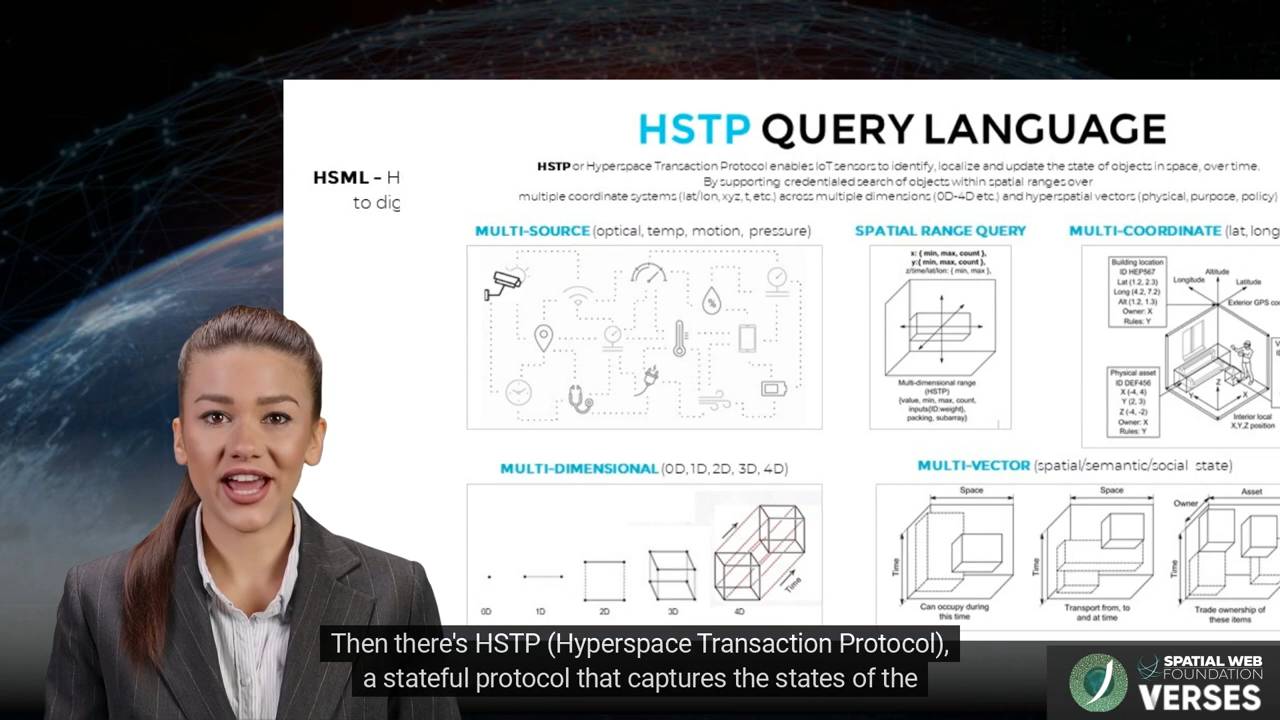 HSTP QUERY LANGUAGE
HSML – H
to dig
HSTP or Hyperspace Transaction Protocol enables IoT sensors to identify, localize and update the state of objects in space, over time.
By supporting credentialed search of objects within spatial ranges over
multiple coordinate systems (lat/lon, xyz, t, etc.) across multiple dimensions (0D-4D etc.) and hyperspatial vectors (physical, purpose, policy)
MULTI-SOURCE (optical, temp, motion, pressure)
SPATIAL RANGE QUERY
x: { min, max, count },
y:{ min, max, count },
z/time/lat/lon: { min, max },
Multi-dimensional range
(HSTP)
{value, min, max, count,
inputs{ID:weight},
packing, subarray}
MULTI-COORDINATE (lat, long
Building location
ID HEP567
Lat (1.2, 2.3)
Long (4.2, 7.2)
Alt (1.2, 1.3)
Owner: X
Rules: Y
Altitude
Longitude
Latitude
Exterior GPS co
Physical asset
ID DEF456
X (-4, 4)
Y (2, 3)
Z (-4, -2)
Owner: X
Rules: Y
Z
Y
X
Interior local
X,Y,Z position
MULTI-DIMENSIONAL (0D, 1D, 2D, 3D, 4D)
Time
0D
1D
2D
3D
4D
MULTI-VECTOR (spatial/semantic/social state)
Space
Time
Can occupy during
this time
Space
Time
Transport from, to
and at time
Owner
Asset
Time
Trade ownership of
these items
Then there's HSTP (Hyperspace Transaction Protocol),
a stateful protocol that captures the states of the
SPATIAL WEB
FOUNDATION
VERSES